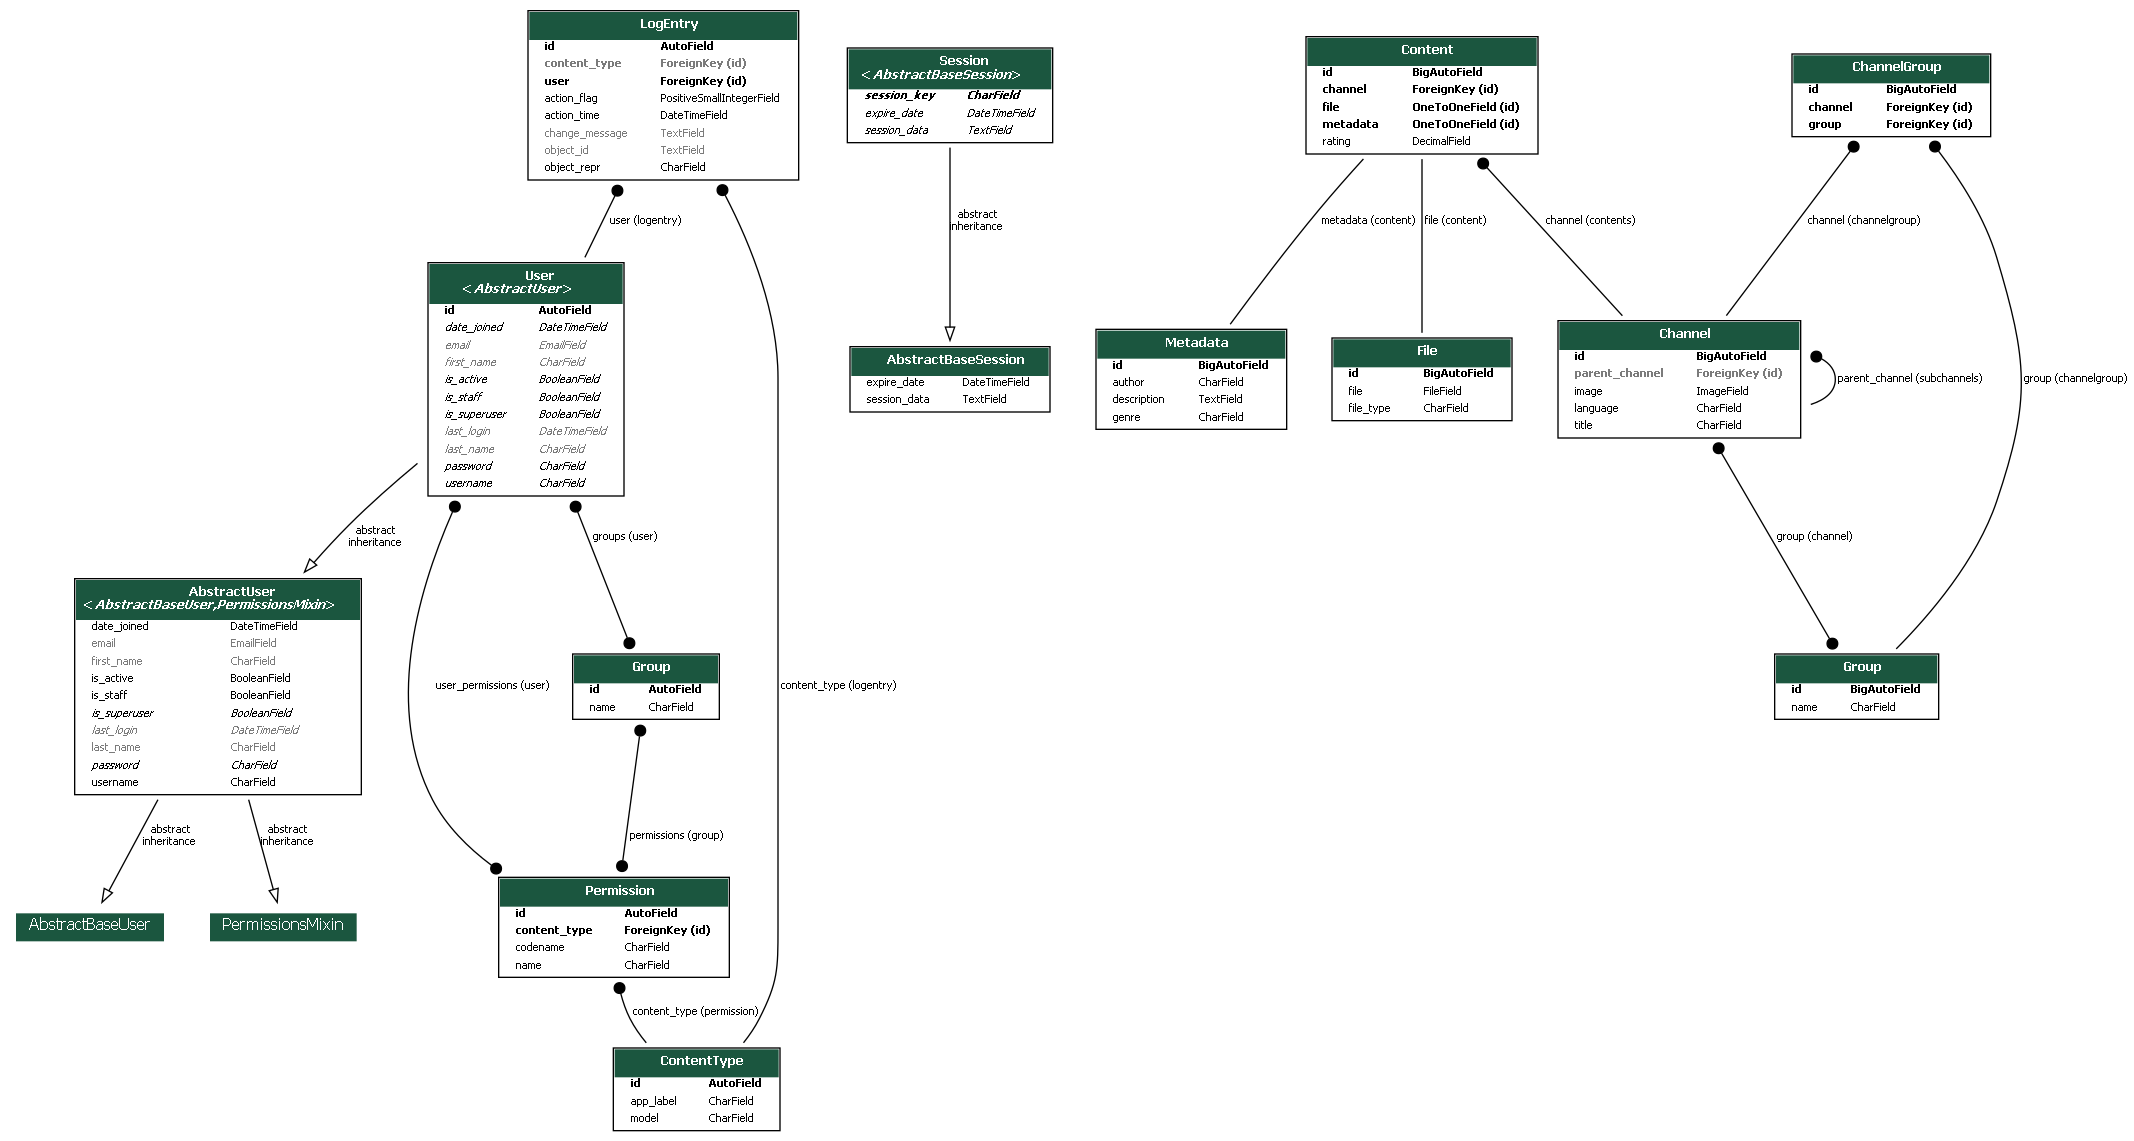 LogEntry
id AutoField
content_type ForeignKey (id)
user ForeignKey (id)
action_flag PositiveSmallIntegerField
action_time DateTimeField
change_message TextField
object_id TextField
object_repr CharField
Session
<AbstractBaseSession>
session_key CharField
expire_date DateTimeField
session_data TextField
Content
id BigAutoField
channel ForeignKey (id)
file OneToOneField (id)
metadata OneToOneField (id)
rating DecimalField
ChannelGroup
id BigAutoField
channel ForeignKey (id)
group ForeignKey (id)
user (logentry)
abstract
inheritance
metadata (content)
file (content)
channel (contents)
channel (channelgroup)
User
<AbstractUser>
id AutoField
date_joined DateTimeField
email EmailField
first_name CharField
is_active BooleanField
is_staff BooleanField
is_superuser BooleanField
last_login DateTimeField
last_name CharField
password CharField
username CharField
AbstractBaseSession
expire_date DateTimeField
session_data TextField
Metadata
id BigAutoField
author CharField
description TextField
genre CharField
File
id BigAutoField
file FileField
file_type CharField
Channel
id BigAutoField
parent_channel ForeignKey (id)
image ImageField
language CharField
title CharField
parent_channel (subchannels)
group (channelgroup)
abstract
inheritance
groups (user)
group (channel)
AbstractUser
<AbstractBaseUser,PermissionsMixin>
date_joined DateTimeField
email EmailField
first_name CharField
is_active BooleanField
is_staff BooleanField
is_superuser BooleanField
last_login DateTimeField
last_name CharField
password CharField
username CharField
user_permissions (user)
Group
id AutoField
name CharField
content_type (logentry)
Group
id BigAutoField
name CharField
abstract
inheritance
abstract
inheritance
permissions (group)
AbstractBaseUser
PermissionsMixin
Permission
id AutoField
content_type ForeignKey (id)
codename CharField
name CharField
content_type (permission)
ContentType
id AutoField
app_label CharField
model CharField